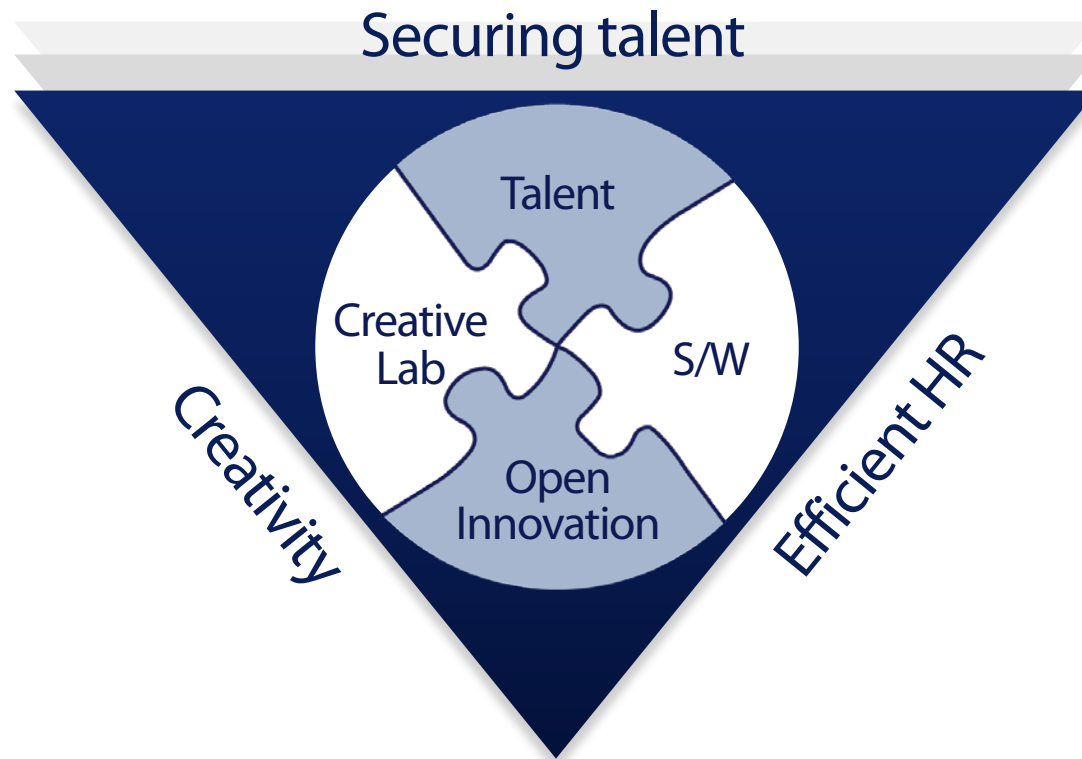 Securing talent
Talent
Creative
Lab
S/W
Open
Innovation
Creativity
Efficient HR